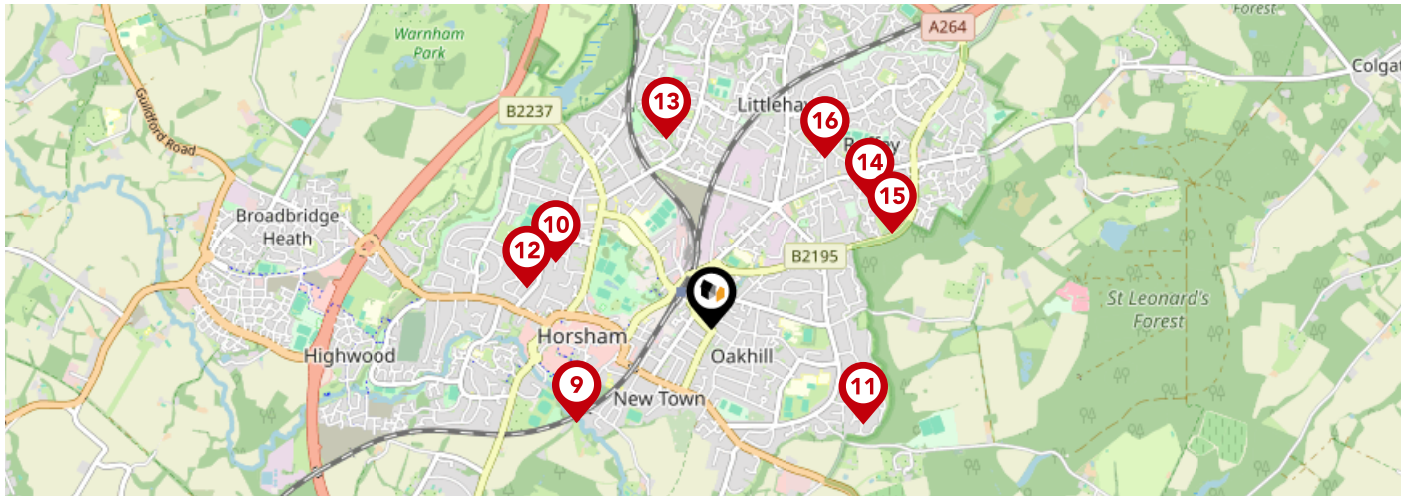 Forest
Warnham
Park
A264
Colgat
Guildford Road
B2237
13
Littlehav
16
14
15
Broadbridge
Heath
10
12
B2195
St Leonard's
Forest
Horsham
Highwood
Oakhill
9
New Town
11